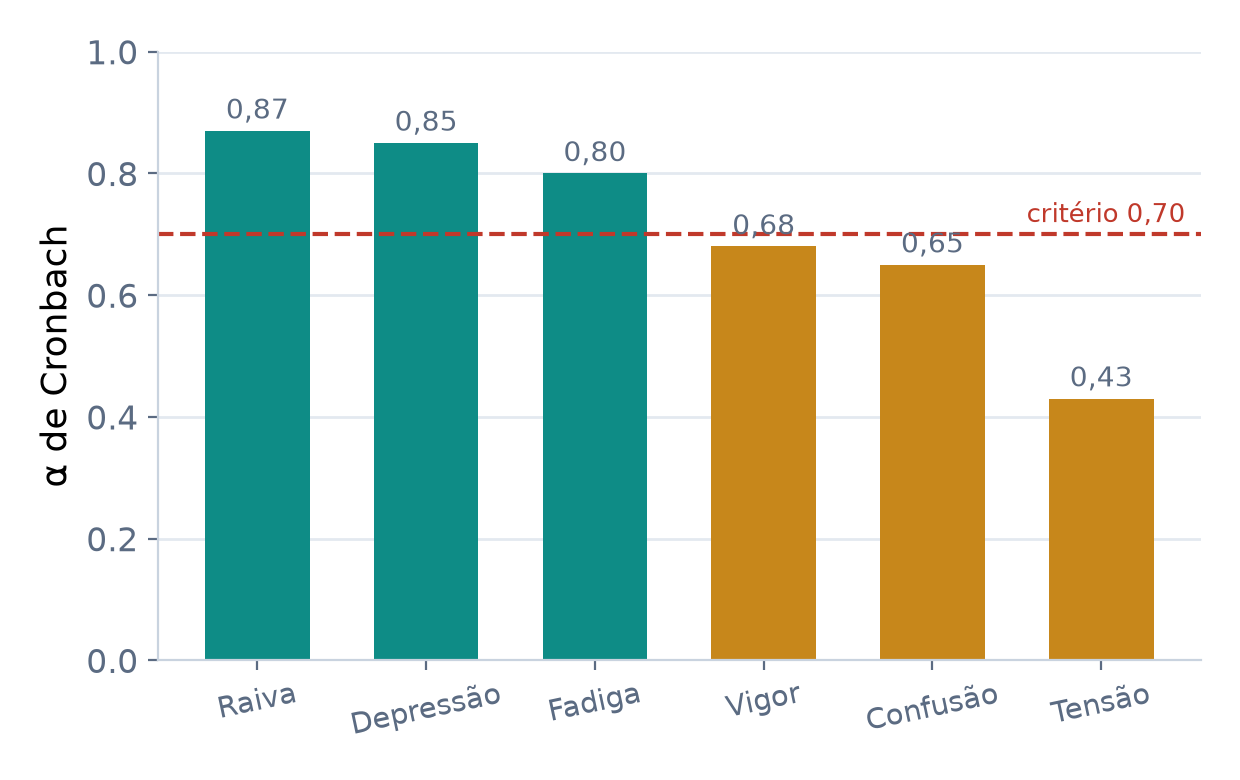 α de Cronbach
1.0
0.8
0.6
0.4
0.2
0.0
0,87
0,85
0,80
0,68
0,65
0,43
critério 0,70
Raiva
Depressão
Fadiga
Vigor
Confusão
Tensão